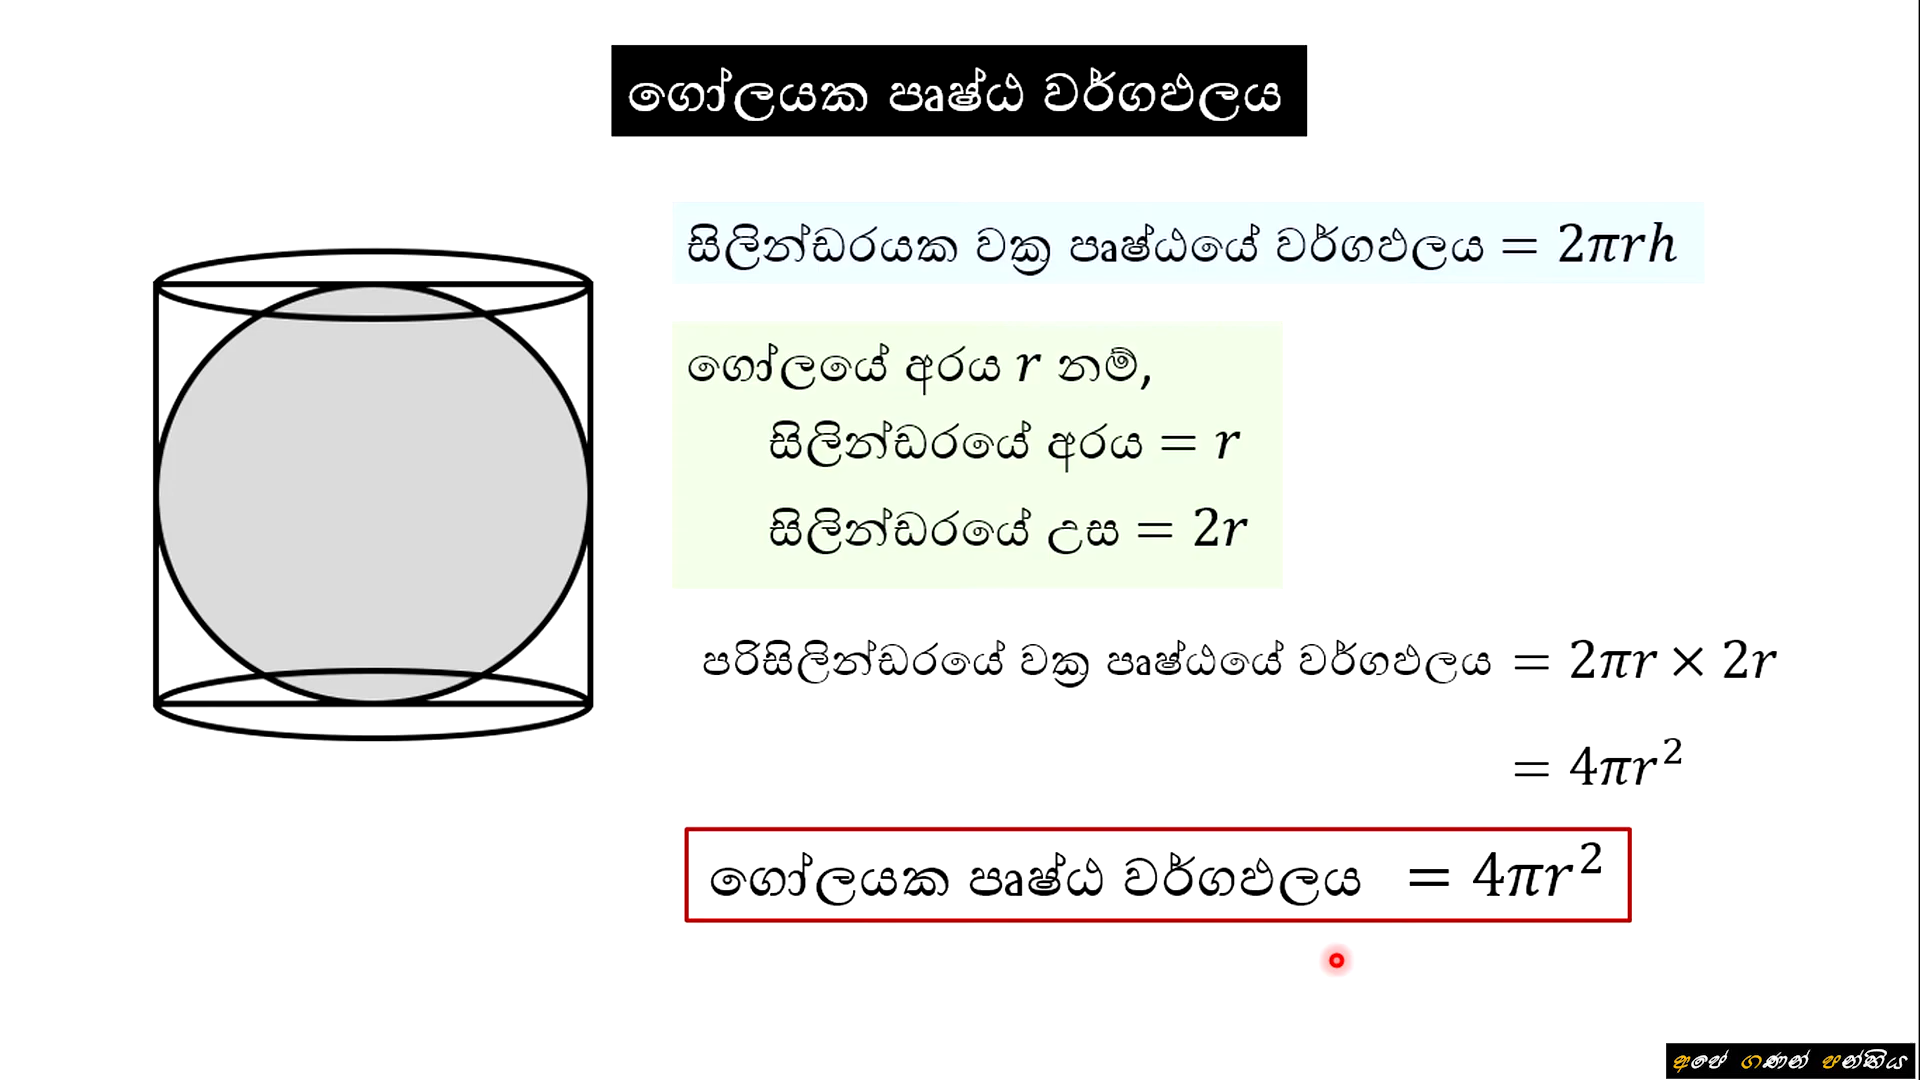 ගෝලයක පෘෂ්ඨ වර්ගඵලය
සිලින්ඩරයක වක්‍ර පෘෂ්ඨයේ වර්ගඵලය = 2πrh
ගෝලයේ අරය r නම්,
සිලින්ඩරයේ අරය = r
සිලින්ඩරයේ උස = 2r
පරිසිලින්ඩරයේ වක්‍ර පෘෂ්ඨයේ වර්ගඵලය = 2πr × 2r
= 4πr²
ගෝලයක පෘෂ්ඨ වර්ගඵලය = 4πr²
අපේ ගණන් පන්තිය